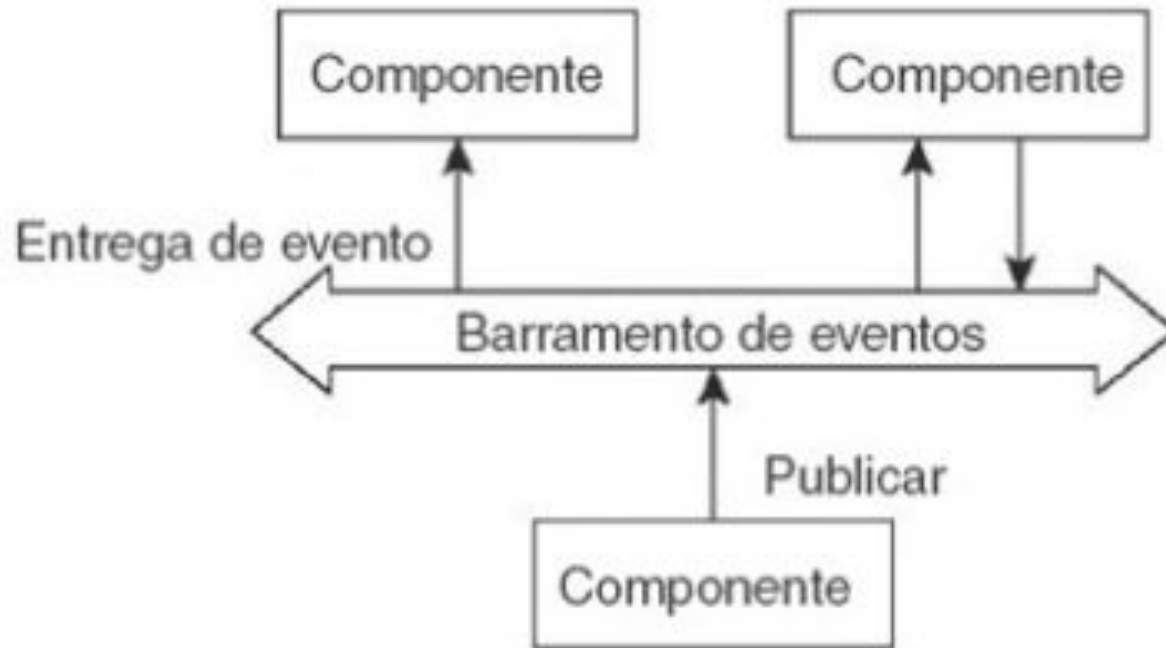 Componente
Componente
Entrega de evento
Barramento de eventos
Publicar
Componente